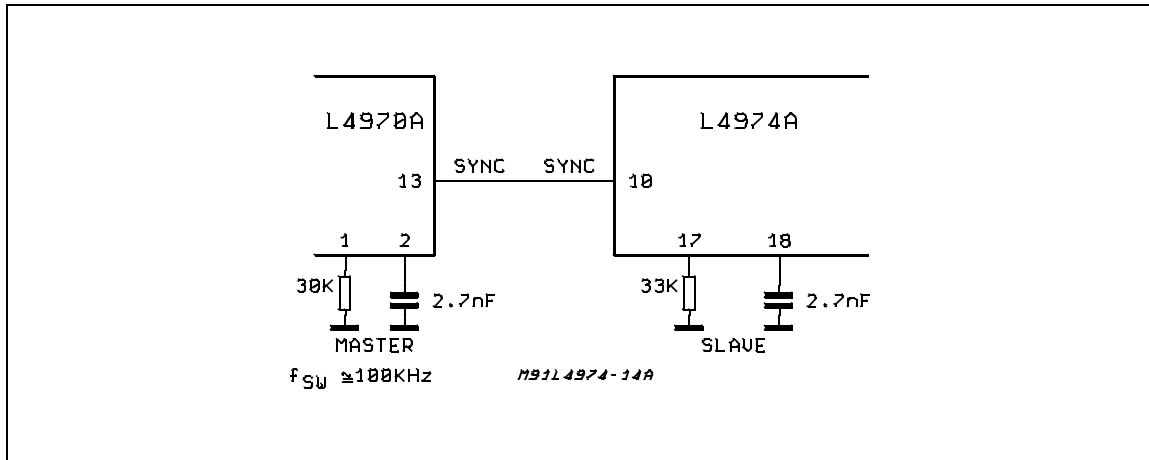 L4970A
L4974A
SYNC SYNC
13
10
1 2
17 18
30K
2.7nF
33K
2.7nF
MASTER
SLAVE
fSW ≅100KHz
M91L4974-14A